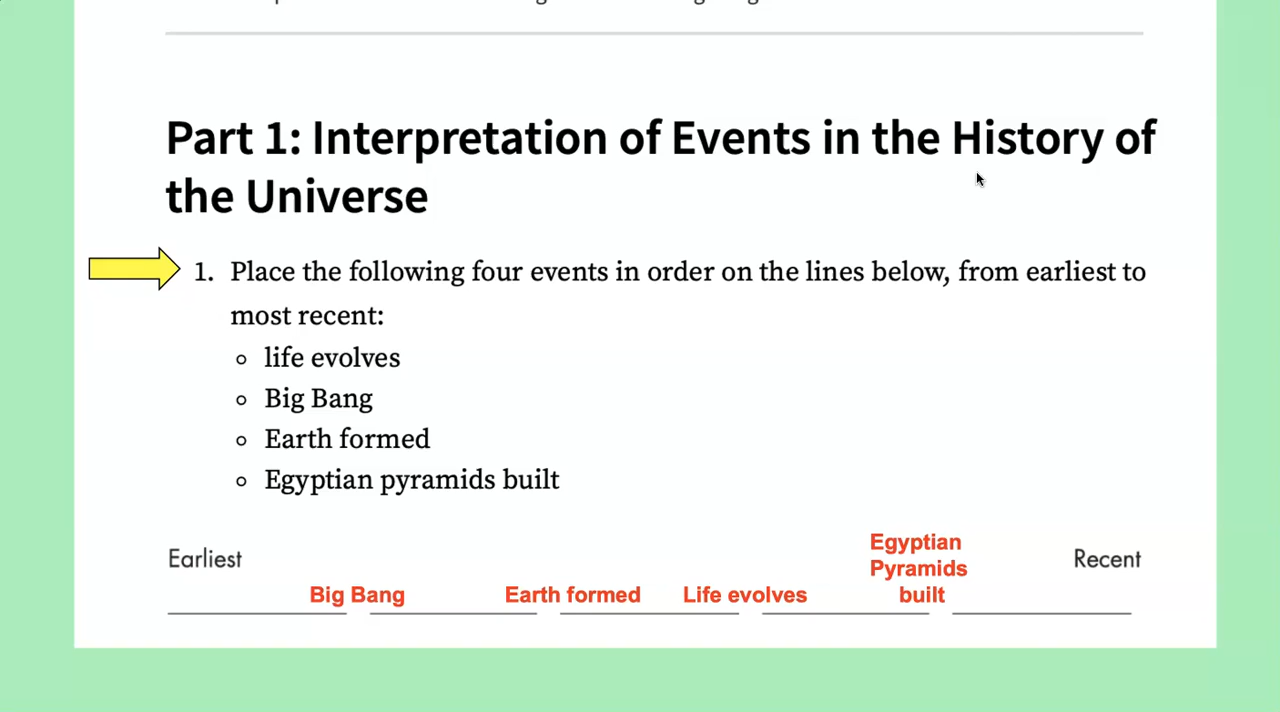 Part 1: Interpretation of Events in the History of
the Universe
1. Place the following four events in order on the lines below, from earliest to
most recent:
life evolves
Big Bang
Earth formed
Egyptian pyramids built
Earliest
Big Bang
Earth formed
Life evolves
Egyptian
Pyramids
built
Recent